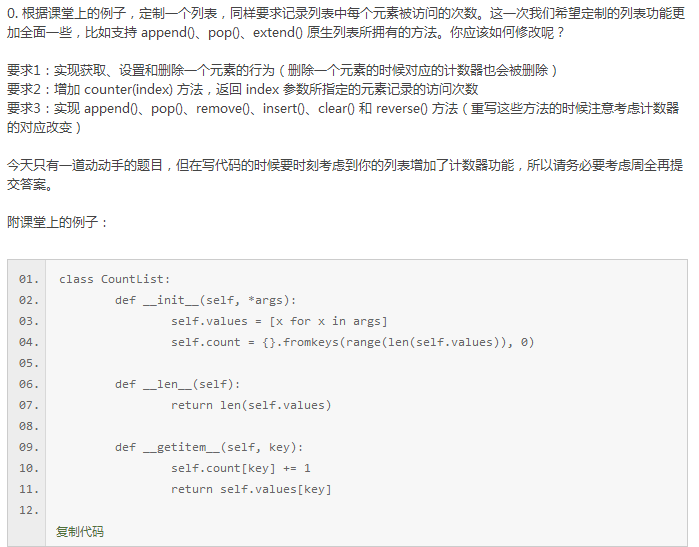 0. 根据课堂上的例子，定制一个列表，同样要求记录列表中每个元素被访问的次数。这一次我们希望定制的列表功能更
加全面一些，比如支持 append()、pop()、extend() 原生列表所拥有的方法。你应该如何修改呢？
要求1：实现获取、设置和删除一个元素的行为（删除一个元素的时候对应的计数器也会被删除）
要求2：增加 counter(index) 方法，返回 index 参数所指定的元素记录的访问次数
要求3：实现 append()、pop()、remove()、insert()、clear() 和 reverse() 方法（重写这些方法的时候注意考虑计数器
的对应改变）
今天只有一道动动手的题目，但在写代码的时候要时刻考虑到你的列表增加了计数器功能，所以请务必要考虑周全再提
交答案。
附课堂上的例子：
01. class CountList:
02.         def __init__(self, *args):
03.                 self.values = [x for x in args]
04.                 self.count = {}.fromkeys(range(len(self.values)), 0)
05.
06.         def __len__(self):
07.                 return len(self.values)
08.
09.         def __getitem__(self, key):
10.                 self.count[key] += 1
11.                 return self.values[key]
12.
复制代码